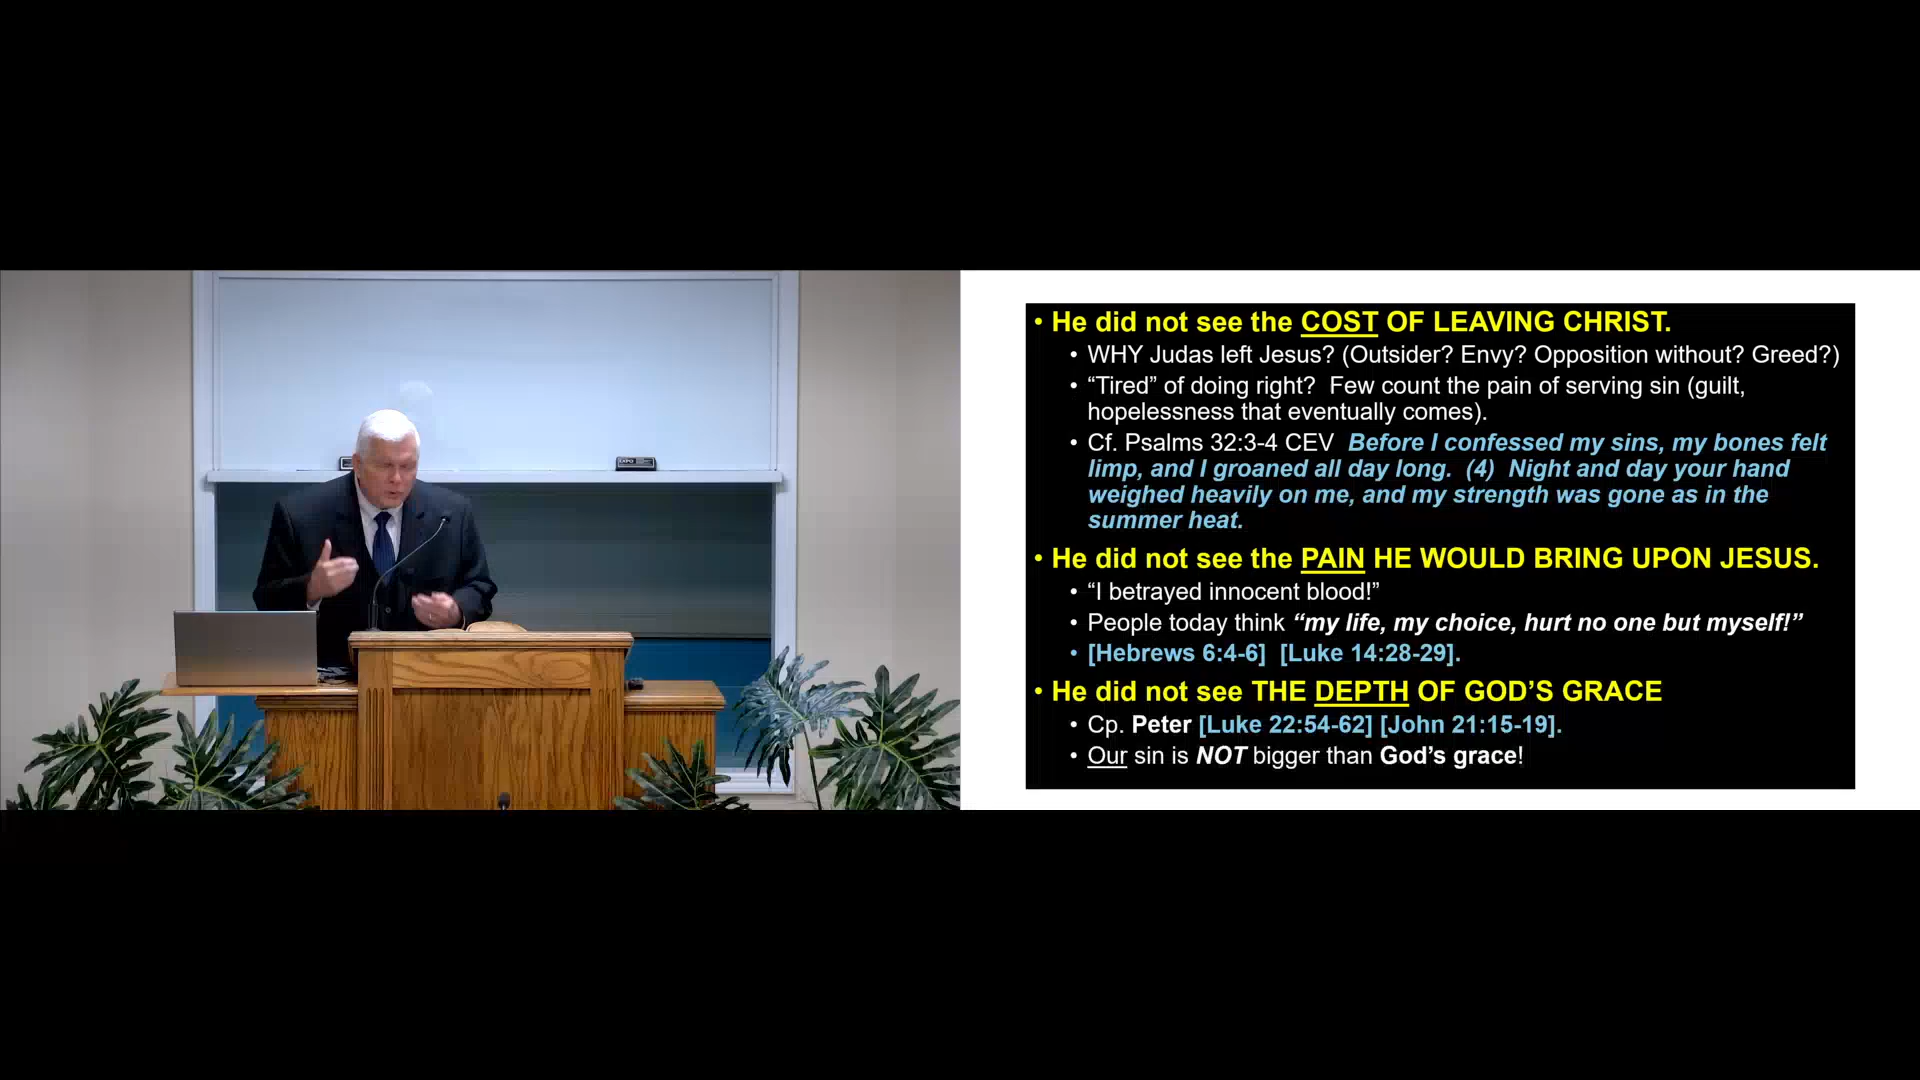 • He did not see the COST OF LEAVING CHRIST.
• WHY Judas left Jesus? (Outsider? Envy? Opposition without? Greed?)
• “Tired” of doing right?  Few count the pain of serving sin (guilt,
hopelessness that eventually comes).
• Cf. Psalms 32:3-4 CEV  Before I confessed my sins, my bones felt
limp, and I groaned all day long.  (4)  Night and day your hand
weighed heavily on me, and my strength was gone as in the
summer heat.
• He did not see the PAIN HE WOULD BRING UPON JESUS.
• “I betrayed innocent blood!”
• People today think “my life, my choice, hurt no one but myself!”
• [Hebrews 6:4-6]  [Luke 14:28-29].
• He did not see THE DEPTH OF GOD’S GRACE
• Cp. Peter [Luke 22:54-62] [John 21:15-19].
• Our sin is NOT bigger than God’s grace!